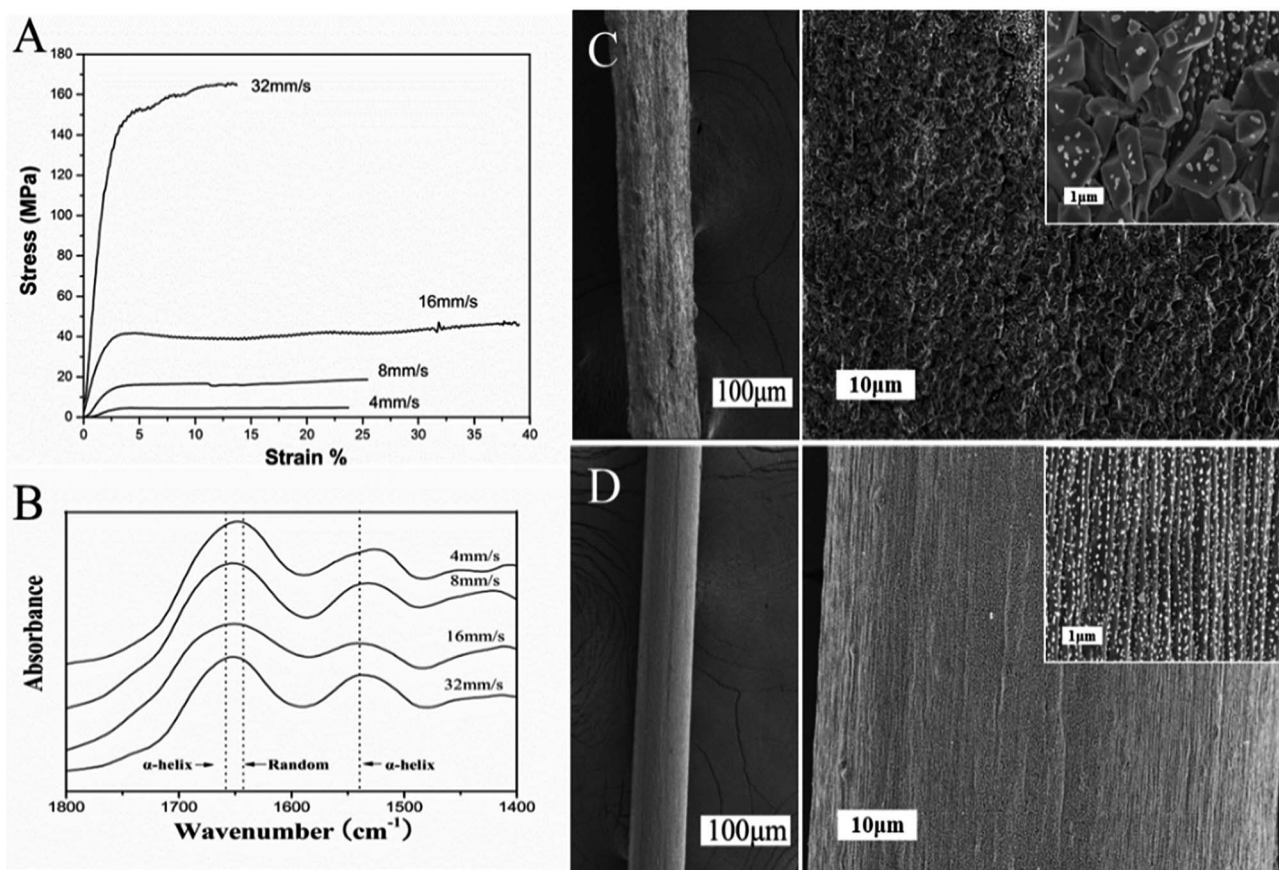 A
180
160
140
120
100
80
60
40
20
0
Stress (MPa)
32mm/s
16mm/s
8mm/s
4mm/s
0 5 10 15 20 25 30 35 40
Strain %
B
Absorbance
4mm/s
8mm/s
16mm/s
32mm/s
α-helix
Random
α-helix
1800 1700 1600 1500 1400
Wavenumber (cm⁻¹)
C
100µm
10µm
1µm
D
100µm
10µm
1µm